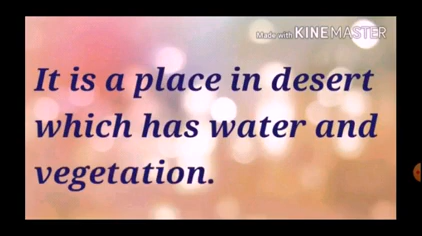 Made with KINEMASTER
It is a place in desert
which has water and
vegetation.